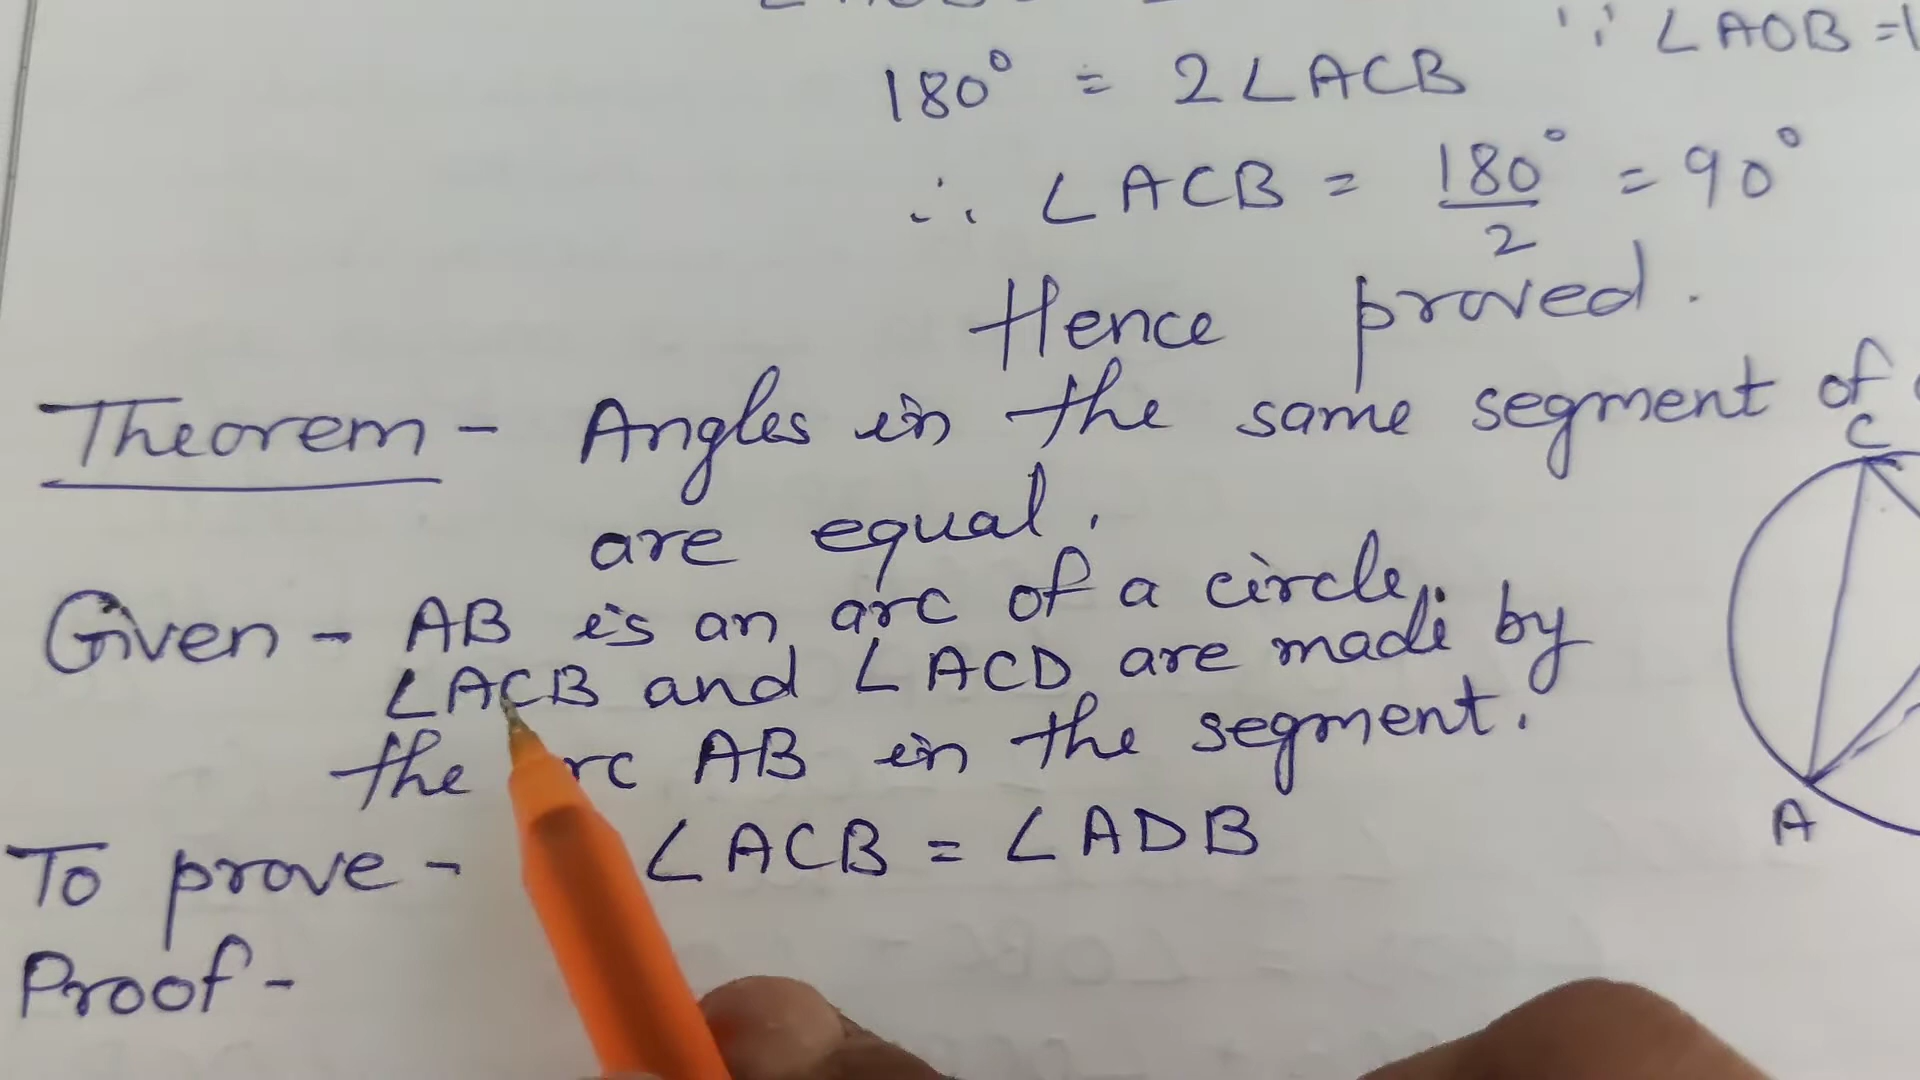 ∵ ∠AOB = 1
180° = 2∠ACB
∴ ∠ACB = 180°/2 = 90°
Hence proved.
Theorem - Angles in the same segment of
are equal.
C
Given - AB is an arc of a circle.
∠ACB and ∠ACD are made by
the arc AB in the segment.
A
To prove - ∠ACB = ∠ADB
Proof -